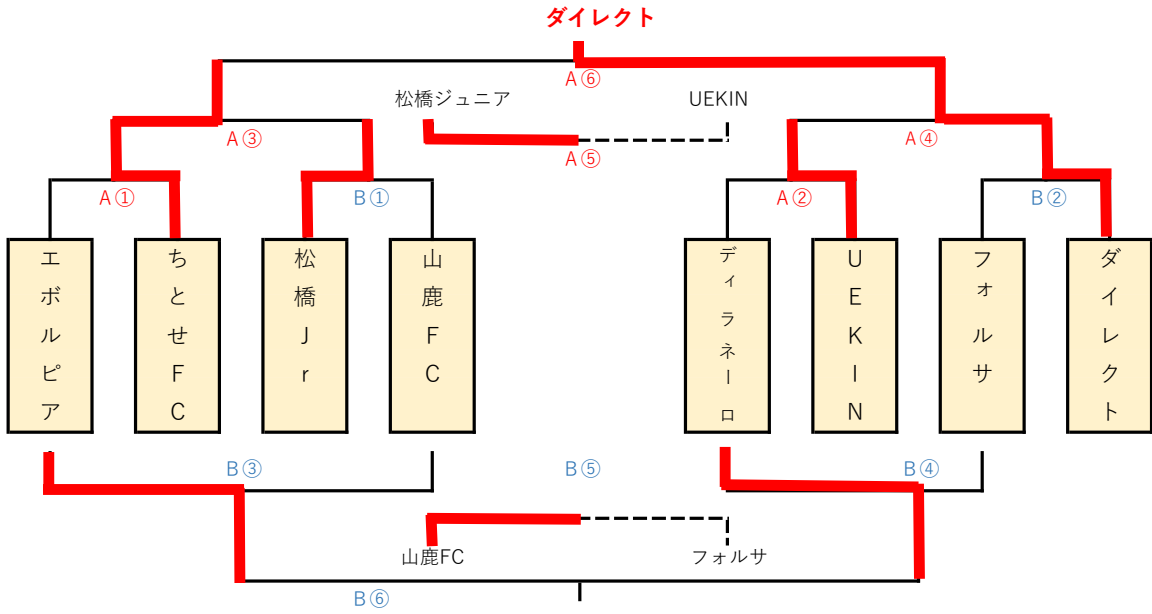 ダイレクト
A⑥
松橋ジュニア
UEKIN
A③
A⑤
A④
A①
B①
A②
B②
エボルピア
ちとせFC
松橋Jr
山鹿FC
ディラネーロ
UEKIN
フォルサ
ダイレクト
B③
B⑤
B④
山鹿FC
フォルサ
B⑥